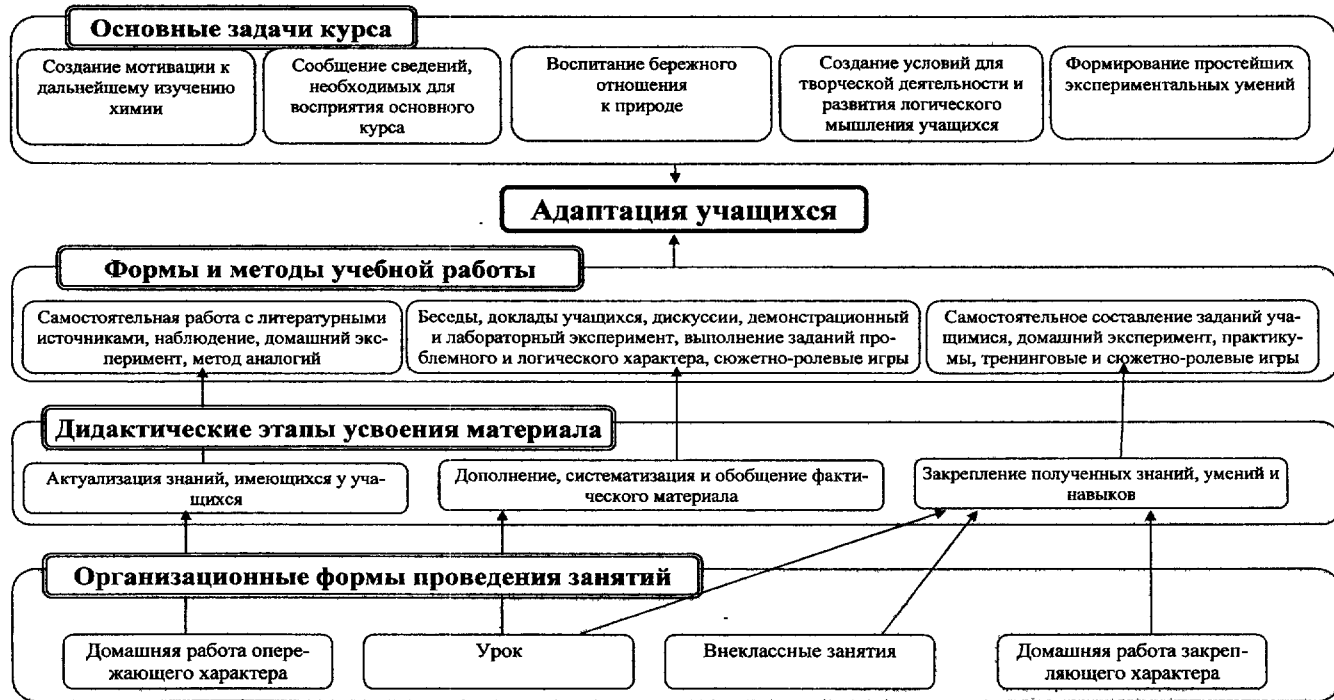 Основные задачи курса
Создание мотивации к
дальнейшему изучению
химии
Сообщение сведений,
необходимых для
восприятия основного
курса
Воспитание бережного
отношения
к природе
Создание условий для
творческой деятельности и
развития логического
мышления учащихся
Формирование простейших
экспериментальных умений
Адаптация учащихся
Формы и методы учебной работы
Самостоятельная работа с литературными
источниками, наблюдение, домашний экс-
перимент, метод аналогий
Беседы, доклады учащихся, дискуссии, демонстрационный
и лабораторный эксперимент, выполнение заданий про-
блемного и логического характера, сюжетно-ролевые игры
Самостоятельное составление заданий уча-
щимися, домашний эксперимент, практику-
мы, тренинговые и сюжетно-ролевые игры
Дидактические этапы усвоения материала
Актуализация знаний, имеющихся у уча-
щихся
Дополнение, систематизация и обобщение факти-
ческого материала
Закрепление полученных знаний, умений и
навыков
Организационные формы проведения занятий
Домашняя работа опере-
жающего характера
Урок
Внеклассные занятия
Домашняя работа закреп-
ляющего характера